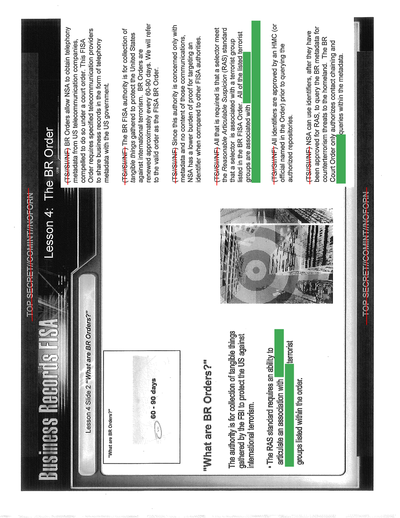 TOP SECRET//COMINT//NOFORN
Business Records FISA
Lesson 4: The BR Order
Lesson 4 Slide 2 "What are BR Orders?"
"What are BR Orders?"
60 - 90 days
"What are BR Orders?"
The authority is for collection of tangible things
gathered by the FBI to protect the US against
international terrorism.
• The RAS standard requires an ability to
articulate an association with
terrorist
groups listed within the order.
(TS//SI//NF) BR Orders allow NSA to obtain telephony
metadata from US telecommunication companies,
compelled to do so under a court order. This FISA
Order requires specified telecommunication providers
to share business records in the form of telephony
metadata with the US government.
(TS//SI//NF) The BR FISA authority is for collection of
tangible things gathered to protect the United States
against international terrorism. BR Orders are
renewed approximately every 60-90 days. We will refer
to the valid order as the FISA BR Order.
(TS//SI//NF) Since this authority is concerned only with
metadata and no content of those communications,
NSA has a lower burden of proof for targeting an
identifier when compared to other FISA authorities.
(TS//SI//NF) All that is required is that a selector meet
the Reasonable Articulable Suspicion (RAS) standard
that a selector is associated with a terrorist group
listed in the BR FISA Order all of the listed terrorist
groups are associated with
(TS//SI//NF) All identifiers are approved by an HMC (or
official named in the Order) prior to querying the
authorized repositories.
(TS//SI//NF) NSA can use identifiers, after they have
been approved for RAS, to query the BR metadata for
counterterrorism threats to the homeland. The BR
Court Order only authorizes contact chaining and
queries within the metadata.
TOP SECRET//COMINT//NOFORN